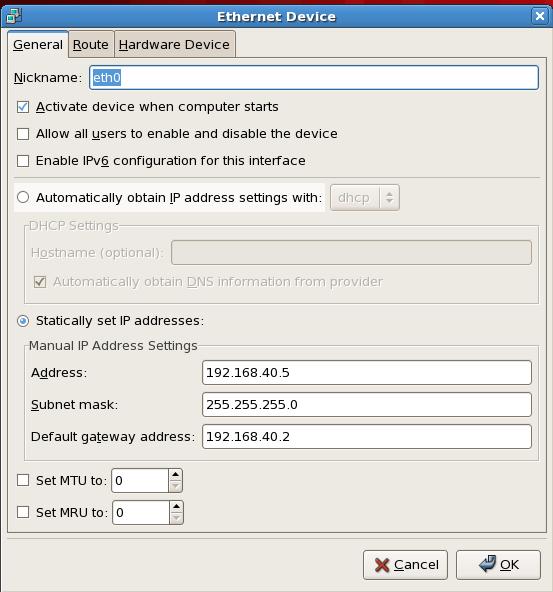 Ethernet Device
General Route Hardware Device
Nickname: eth0
Activate device when computer starts
Allow all users to enable and disable the device
Enable IPv6 configuration for this interface
Automatically obtain IP address settings with: dhcp
DHCP Settings
Hostname (optional):
Automatically obtain DNS information from provider
Statically set IP addresses:
Manual IP Address Settings
Address: 192.168.40.5
Subnet mask: 255.255.255.0
Default gateway address: 192.168.40.2
Set MTU to: 0
Set MRU to: 0
Cancel OK